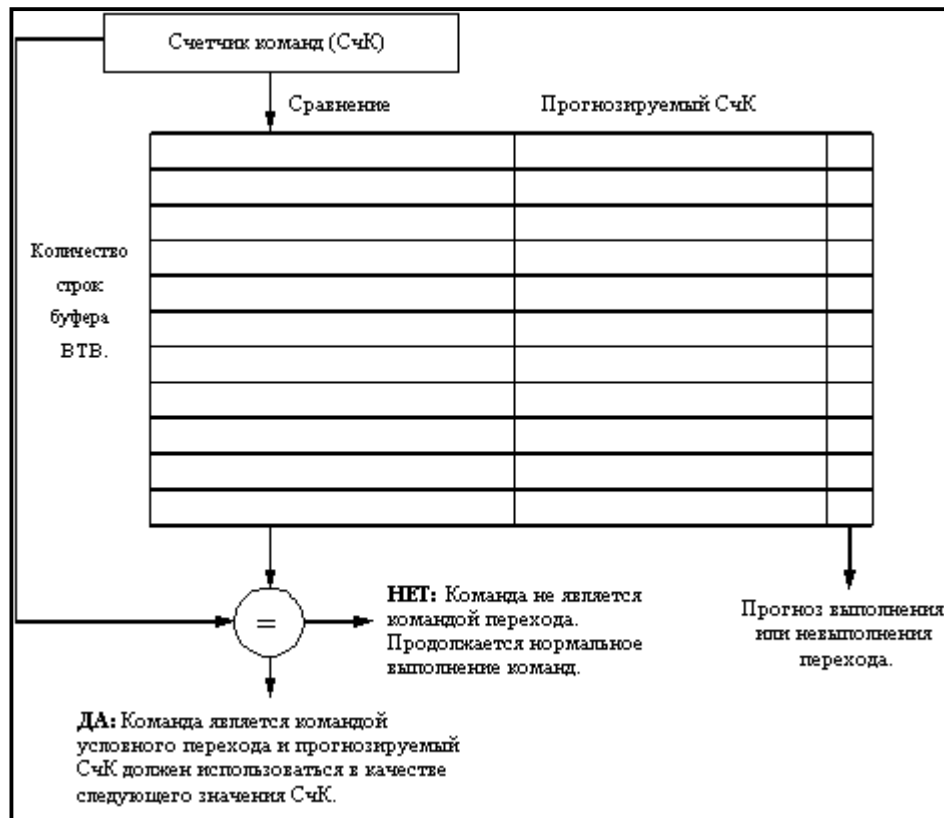 Счетчик команд (СчК)
Сравнение
Прогнозируемый СчК
Количество
строк
буфера
BTB.
=
НЕТ: Команда не является
командой перехода.
Продолжается нормальное
выполнение команд.
Прогноз выполнения
или невыполнения
перехода.
ДА: Команда является командой
условного перехода и прогнозируемый
СчК должен использоваться в качестве
следующего значения СчК.